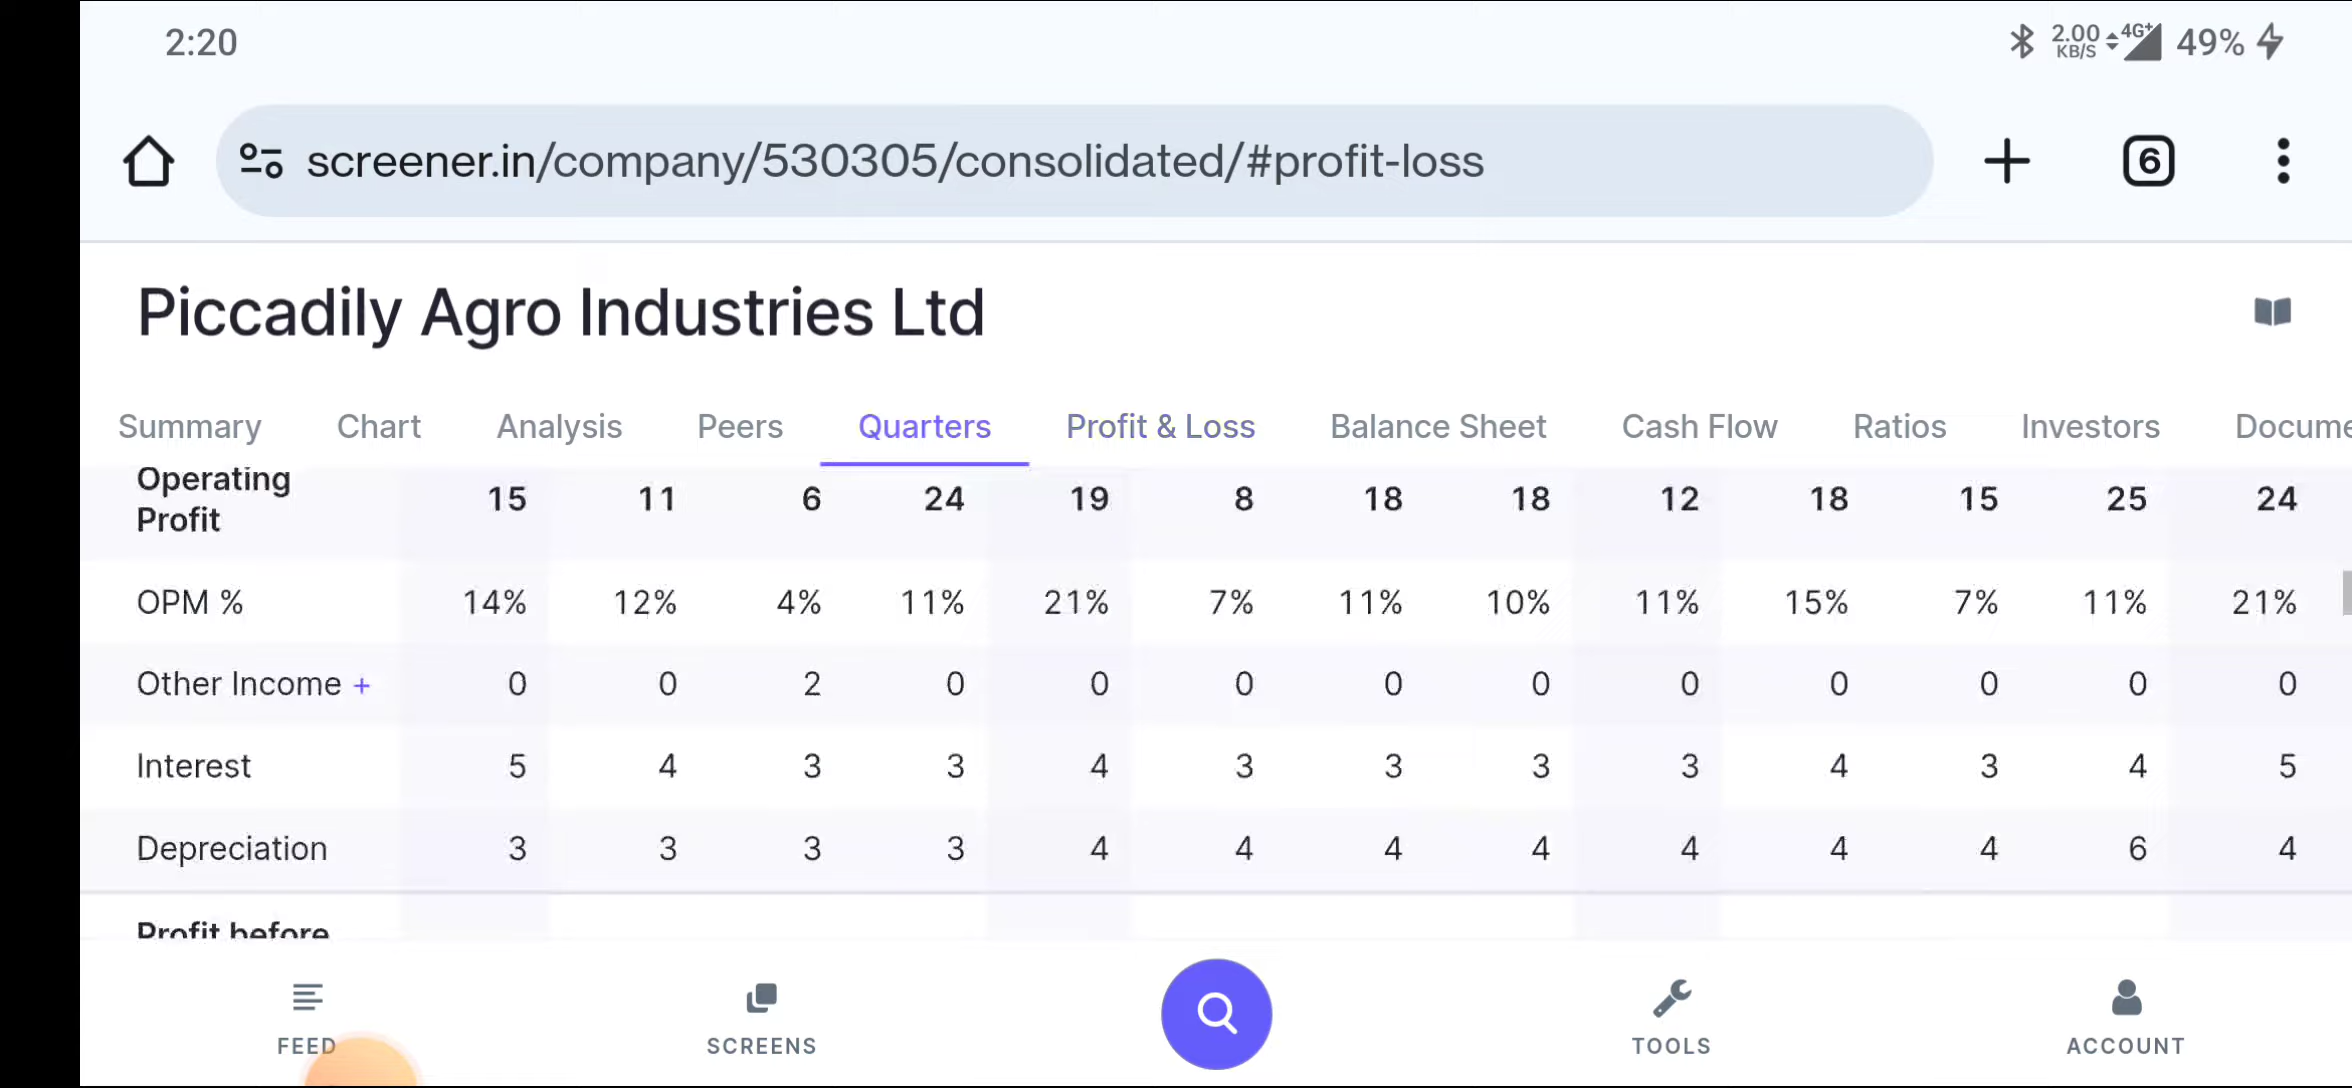 2:20
2.00 KB/S 4G+ 49%
screener.in/company/530305/consolidated/#profit-loss
6
Piccadily Agro Industries Ltd
Summary Chart Analysis Peers Quarters Profit & Loss Balance Sheet Cash Flow Ratios Investors Docume
Operating Profit 15 11 6 24 19 8 18 18 12 18 15 25 24
OPM % 14% 12% 4% 11% 21% 7% 11% 10% 11% 15% 7% 11% 21%
Other Income + 0 0 2 0 0 0 0 0 0 0 0 0 0
Interest 5 4 3 3 4 3 3 3 3 4 3 4 5
Depreciation 3 3 3 3 4 4 4 4 4 4 4 6 4
Profit before
FEED SCREENS TOOLS ACCOUNT